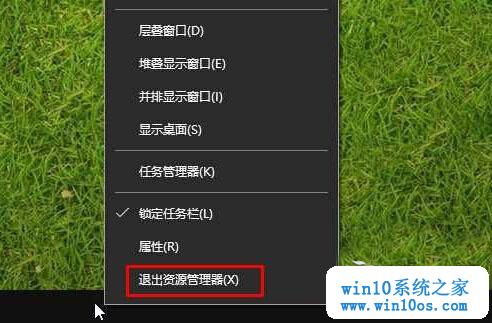 层叠窗口(D)
堆叠显示窗口(E)
并排显示窗口(I)
显示桌面(S)
任务管理器(K)
锁定任务栏(L)
属性(R)
退出资源管理器(X)
win10系统之家
www.win10os.com